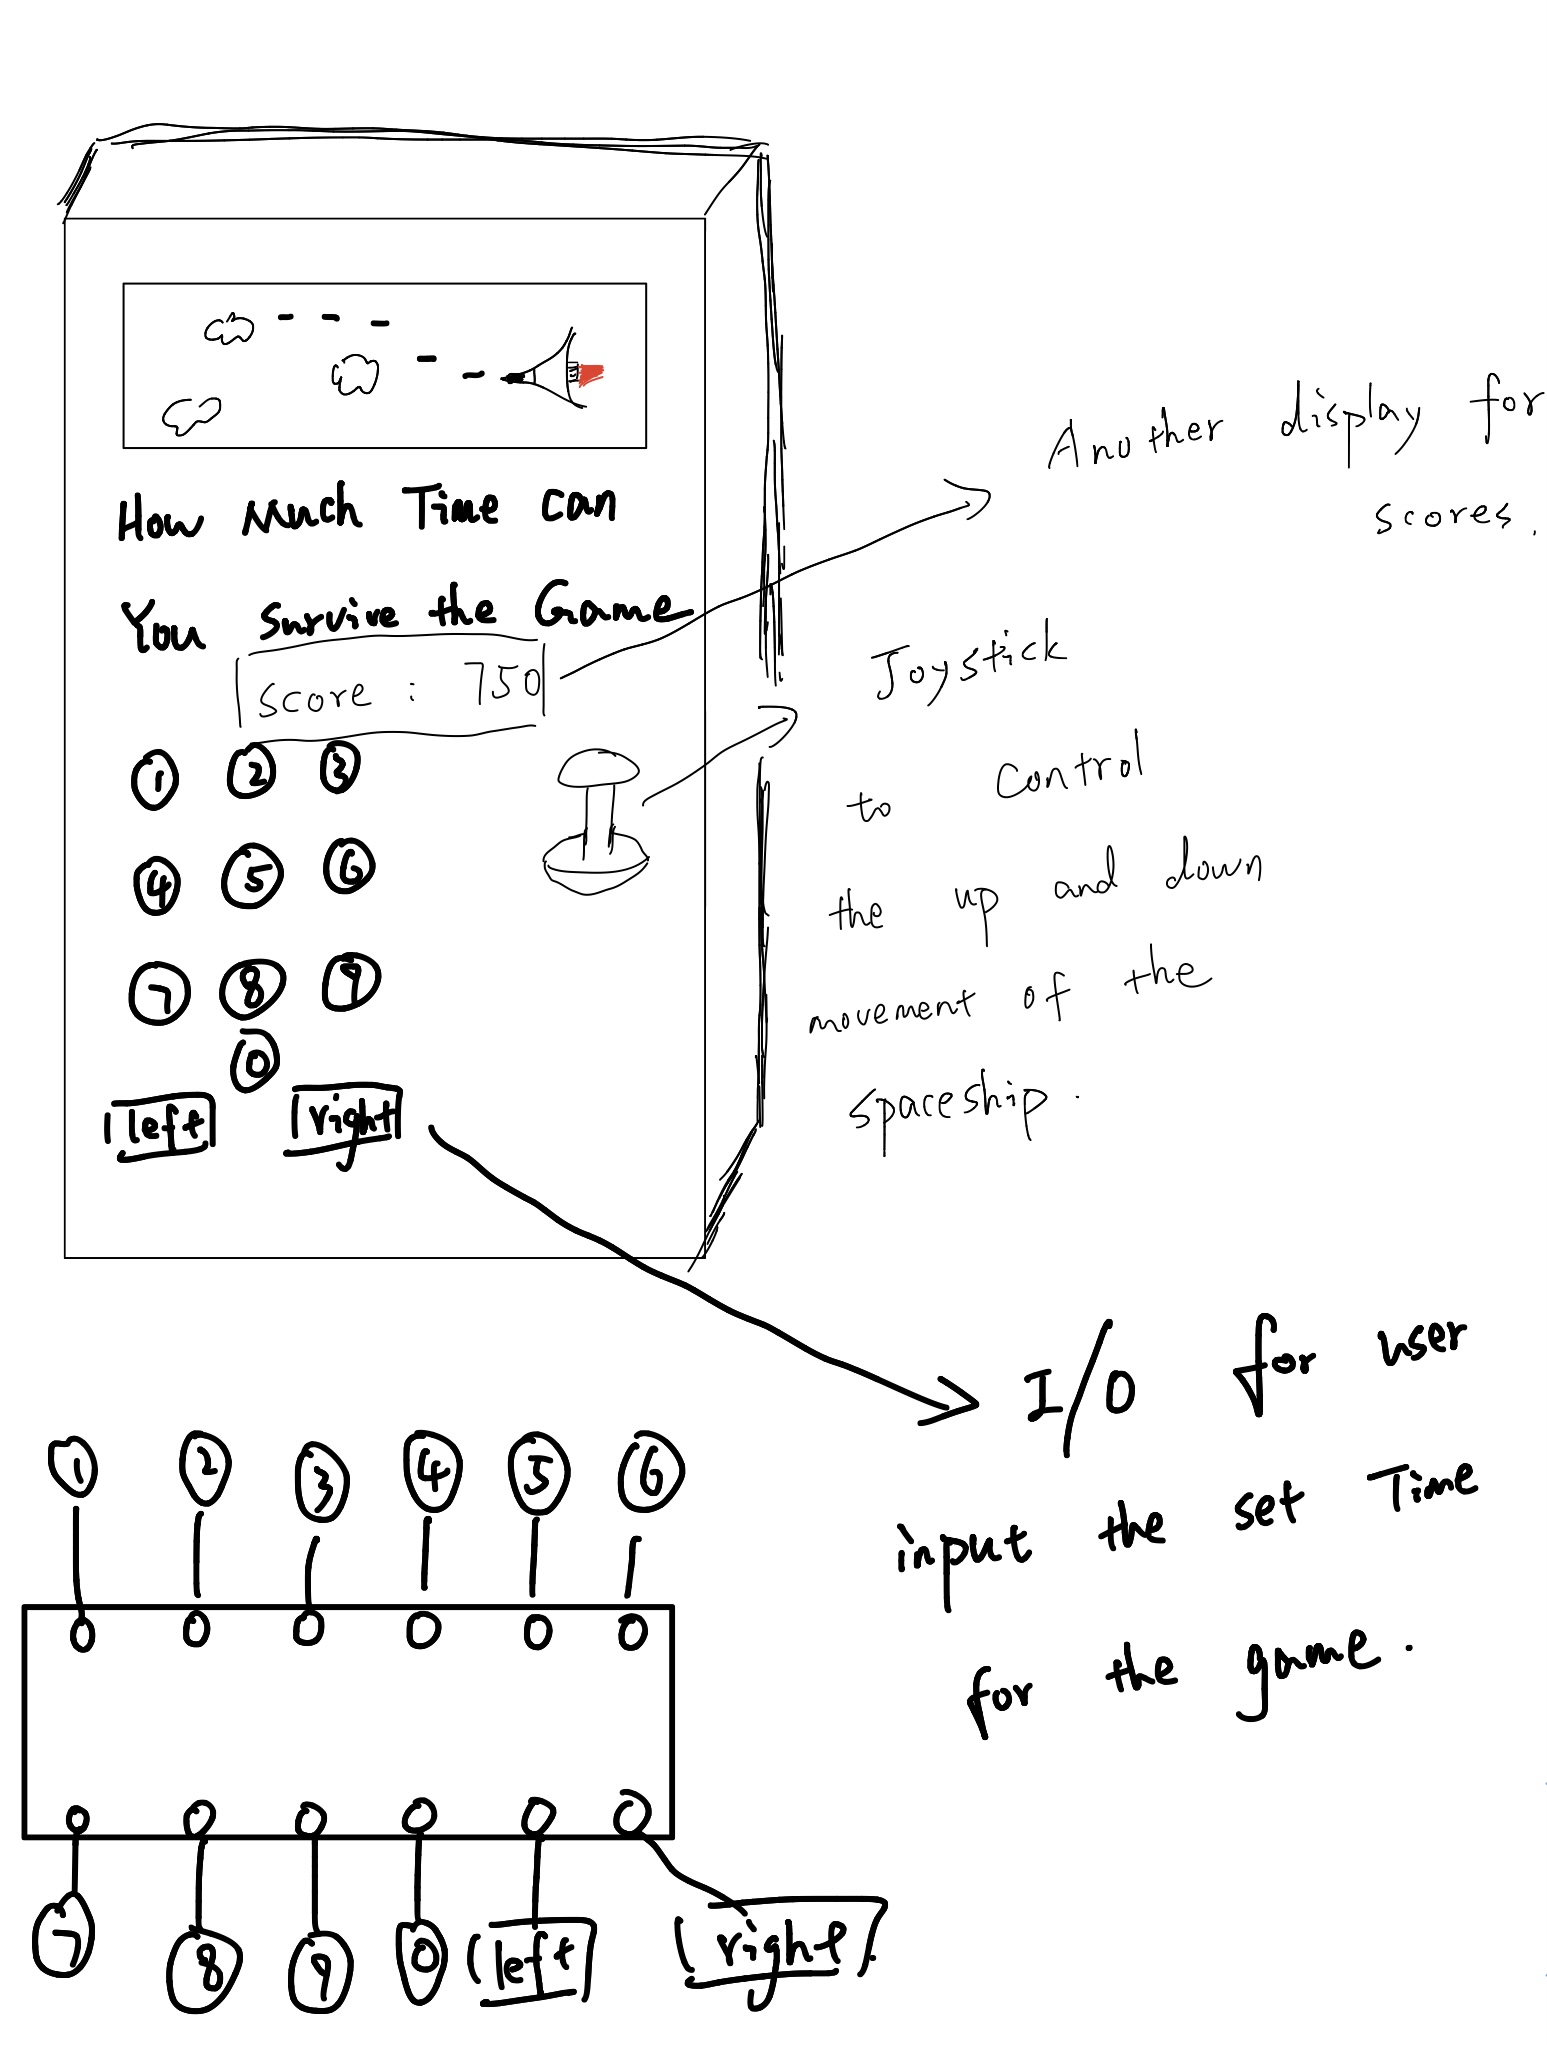 How Much Time can
You survive the Game
score : 750
1 2 3
4 5 6
7 8 9
0
left right
Another display for
scores.
Joystick
to control
the up and down
movement of the
spaceship.
I/O for user
input the set Time
for the game.
1 2 3 4 5 6
7 8 9 0 left right